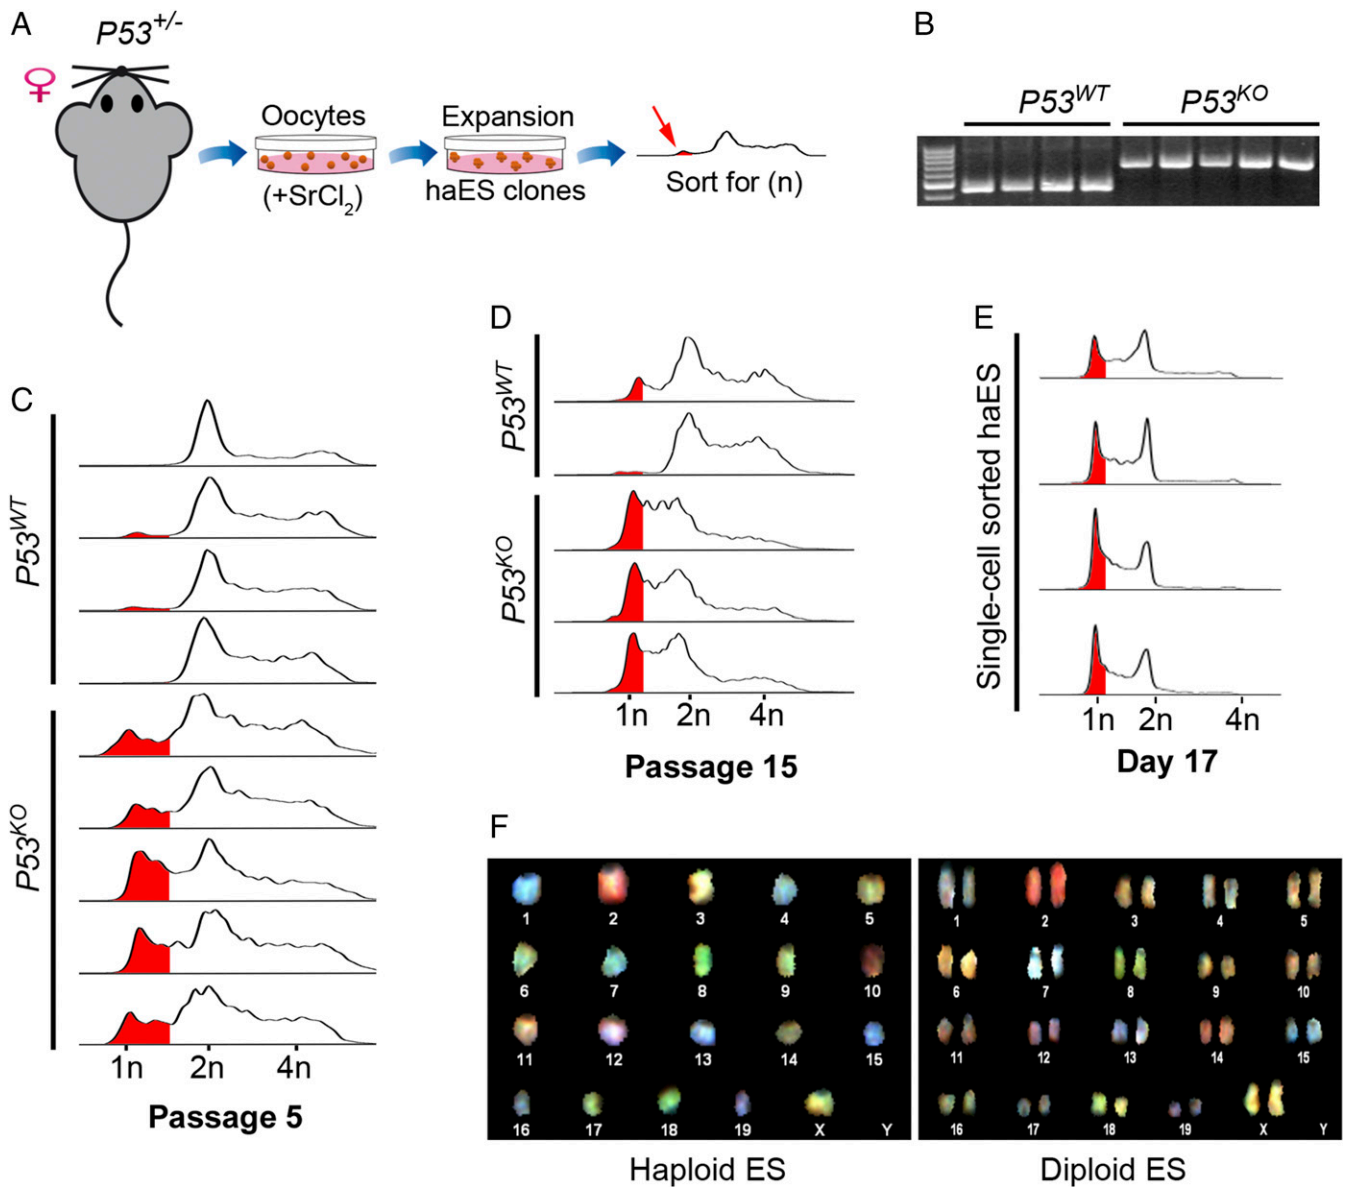 A
P53+/-
♀
Oocytes
(+SrCl2)
Expansion
haES clones
Sort for (n)
B
P53WT P53KO
C
P53WT
P53KO
1n 2n 4n
Passage 5
D
P53WT
P53KO
1n 2n 4n
Passage 15
E
Single-cell sorted haES
1n 2n 4n
Day 17
F
1 2 3 4 5
6 7 8 9 10
11 12 13 14 15
16 17 18 19 X Y
Haploid ES
1 2 3 4 5
6 7 8 9 10
11 12 13 14 15
16 17 18 19 X Y
Diploid ES